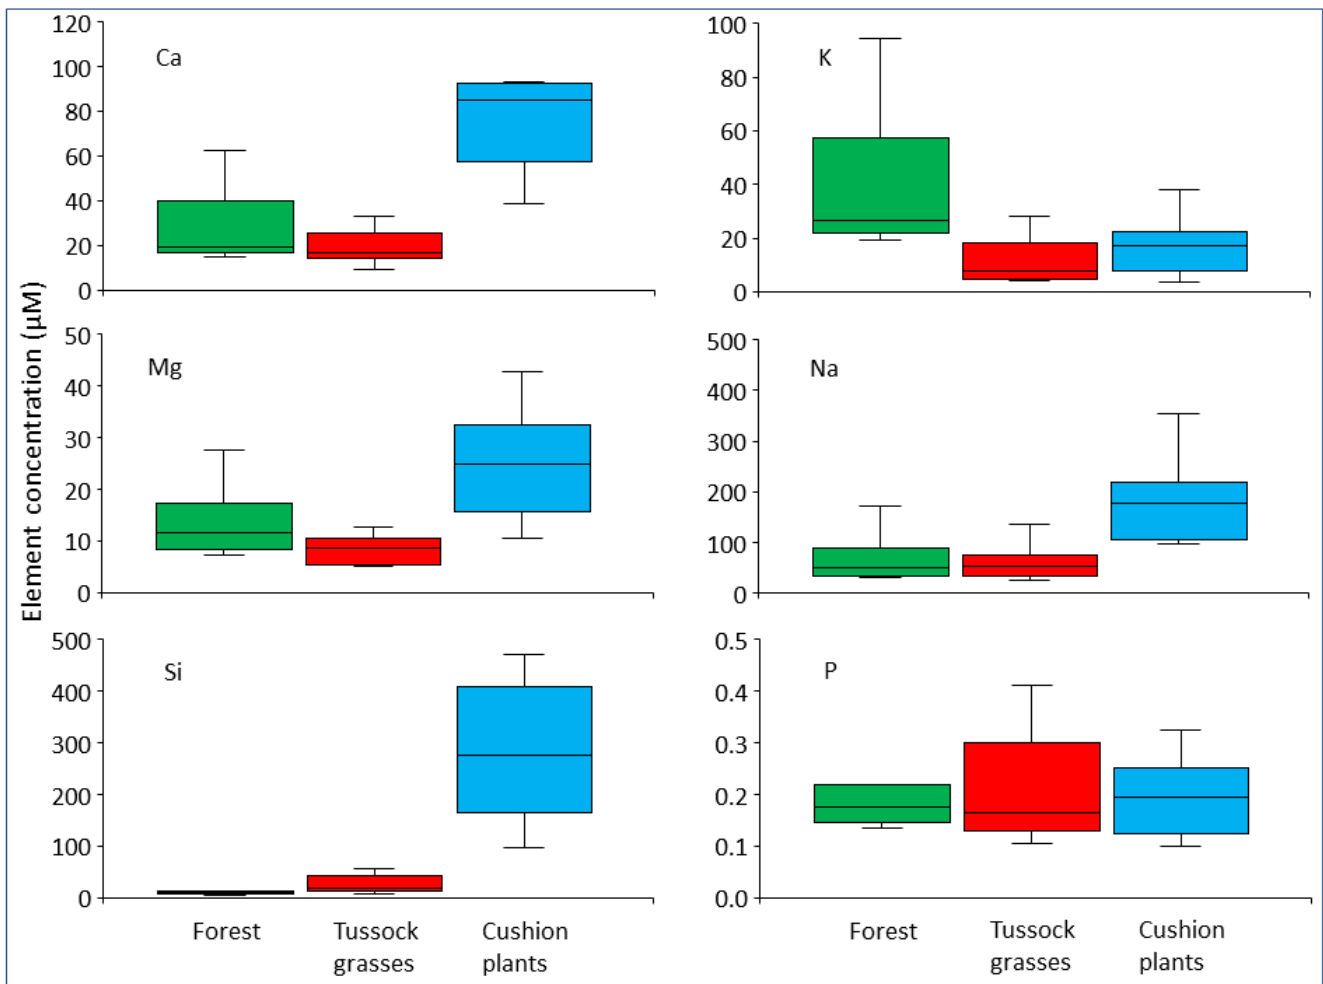 Element concentration (µM)
Ca
120
100
80
60
40
20
0
K
100
80
60
40
20
0
Mg
50
40
30
20
10
0
Na
500
400
300
200
100
0
Si
500
400
300
200
100
0
Forest
Tussock
grasses
Cushion
plants
P
0.5
0.4
0.3
0.2
0.1
0.0
Forest
Tussock
grasses
Cushion
plants